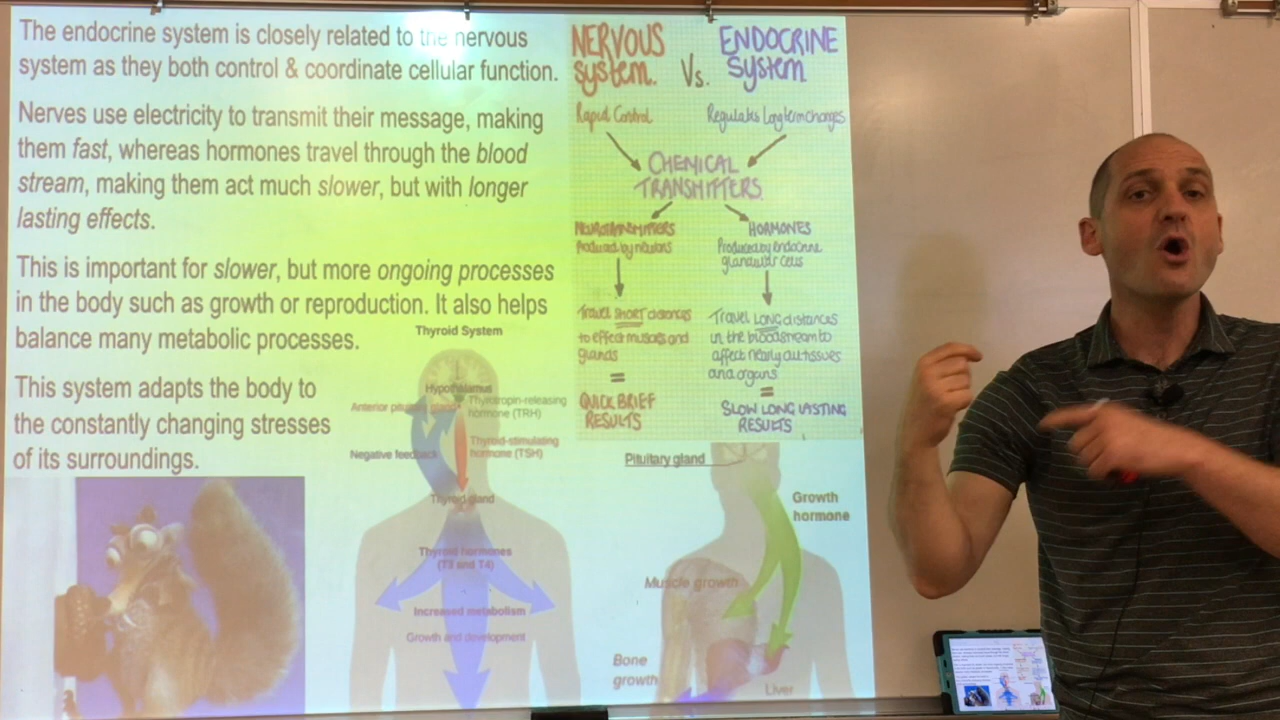 The endocrine system is closely related to the nervous
system as they both control & coordinate cellular function.
Nerves use electricity to transmit their message, making
them fast, whereas hormones travel through the blood
stream, making them act much slower, but with longer
lasting effects.
This is important for slower, but more ongoing processes
in the body such as growth or reproduction. It also helps
balance many metabolic processes.
This system adapts the body to
the constantly changing stresses
of its surroundings.
NERVOUS
system.
Vs.
ENDOCRINE
system
Rapid Control
Regulates Long term changes
CHEMICAL
TRANSMITTERS
NEUROTRANSMITTERS
Produced by neurons
HORMONES
Produced by endocrine
glands cells
Travel SHORT distances
to effect muscles and
glands
=
QUICK BRIEF
RESULTS
Travel LONG distances
in the bloodstream to
affect nearly all tissues
and organs
=
SLOW LONG LASTING
RESULTS
Thyroid System
Hypothalamus
Anterior pituitary gland
Thyrotropin-releasing
hormone (TRH)
Negative feedback
Thyroid-stimulating
hormone (TSH)
Thyroid gland
Thyroid hormones
(T3 and T4)
Increased metabolism
Growth and development
Pituitary gland
Growth
hormone
Muscle growth
Bone
growth
Liver